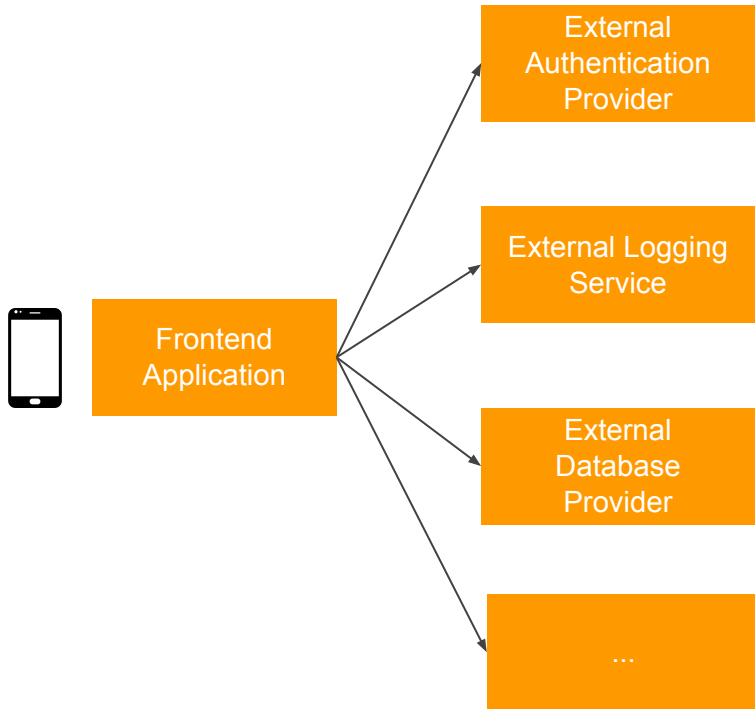 External
Authentication
Provider
External Logging
Service
Frontend
Application
External
Database
Provider
...